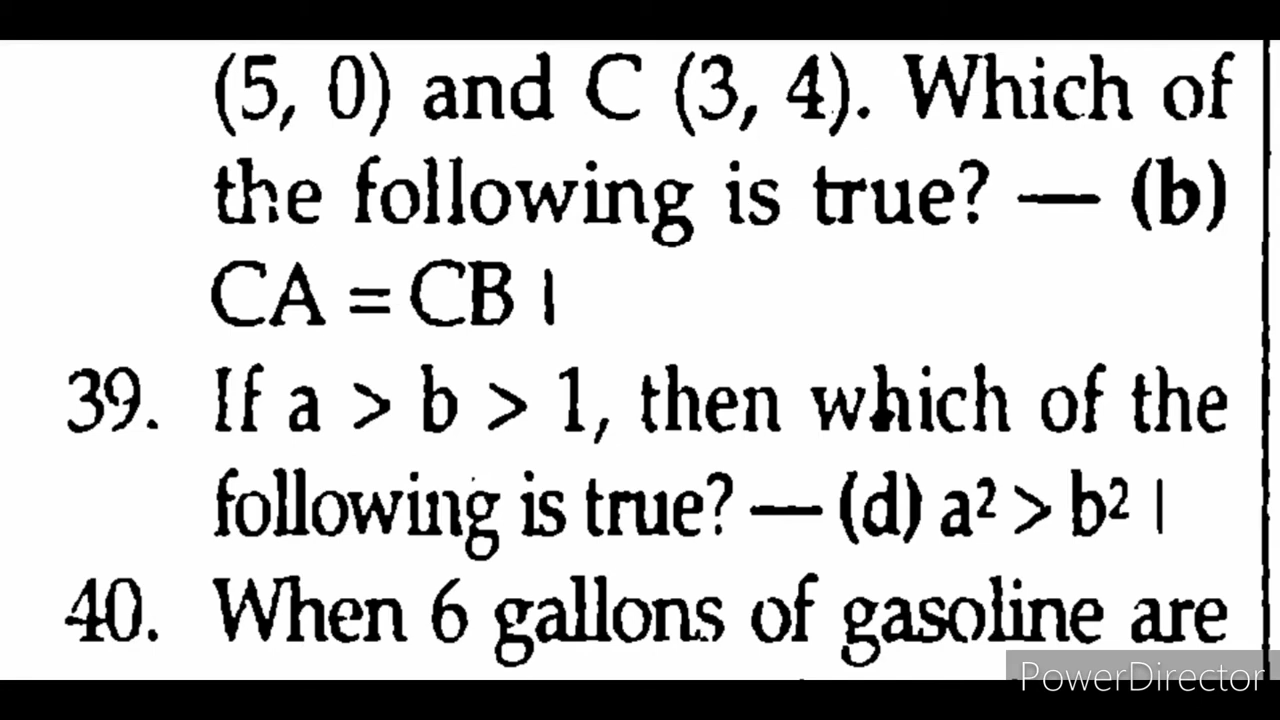 (5, 0) and C (3, 4). Which of
the following is true? — (b)
CA = CB |
39. If a > b > 1, then which of the
following is true? — (d) a² > b² |
40. When 6 gallons of gasoline are
PowerDirector